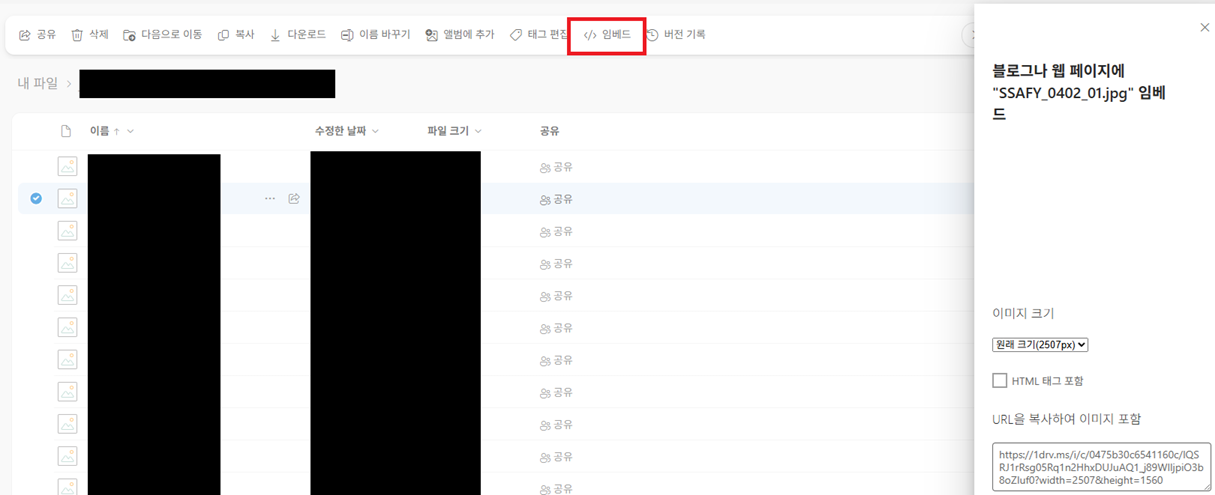 공유 삭제 다음으로 이동 복사 다운로드 이름 바꾸기 앨범에 추가 태그 편집 </> 임베드 버전 기록
내 파일 >
이름 ↑ 수정한 날짜 파일 크기 공유
공유
... 공유
공유
공유
공유
공유
공유
공유
공유
공유
공유
블로그나 웹 페이지에
"SSAFY_0402_01.jpg" 임베
드
이미지 크기
원래 크기(2507px)
HTML 태그 포함
URL을 복사하여 이미지 포함
https://1drv.ms/i/c/0475b30c6541160c/IQS
RJ1rRsg05Rq1n2HhxDUJuAQ1_j89WIljpiO3b
8oZIuf0?width=2507&height=1560